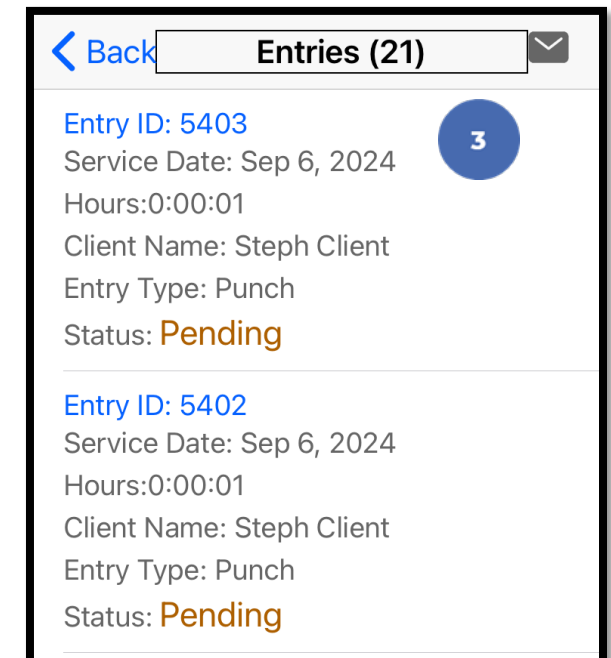 Back Entries (21)
Entry ID: 5403
3
Service Date: Sep 6, 2024
Hours:0:00:01
Client Name: Steph Client
Entry Type: Punch
Status: Pending
Entry ID: 5402
Service Date: Sep 6, 2024
Hours:0:00:01
Client Name: Steph Client
Entry Type: Punch
Status: Pending